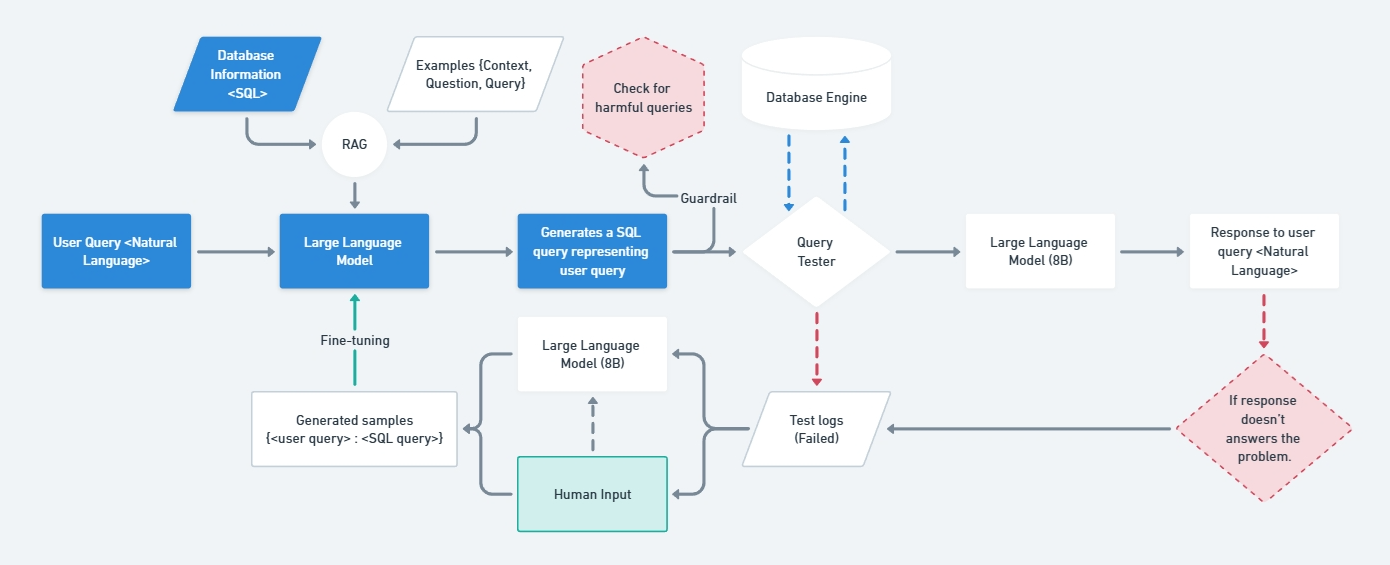 Database
Information
<SQL>
Examples {Context,
Question, Query}
Check for
harmful queries
Database Engine
RAG
Guardrail
User Query <Natural
Language>
Large Language
Model
Generates a SQL
query representing
user query
Query
Tester
Large Language
Model (8B)
Response to user
query <Natural
Language>
Fine-tuning
Large Language
Model (8B)
Generated samples
{<user query> : <SQL query>}
Test logs
(Failed)
If response
doesn't
answers the
problem.
Human Input